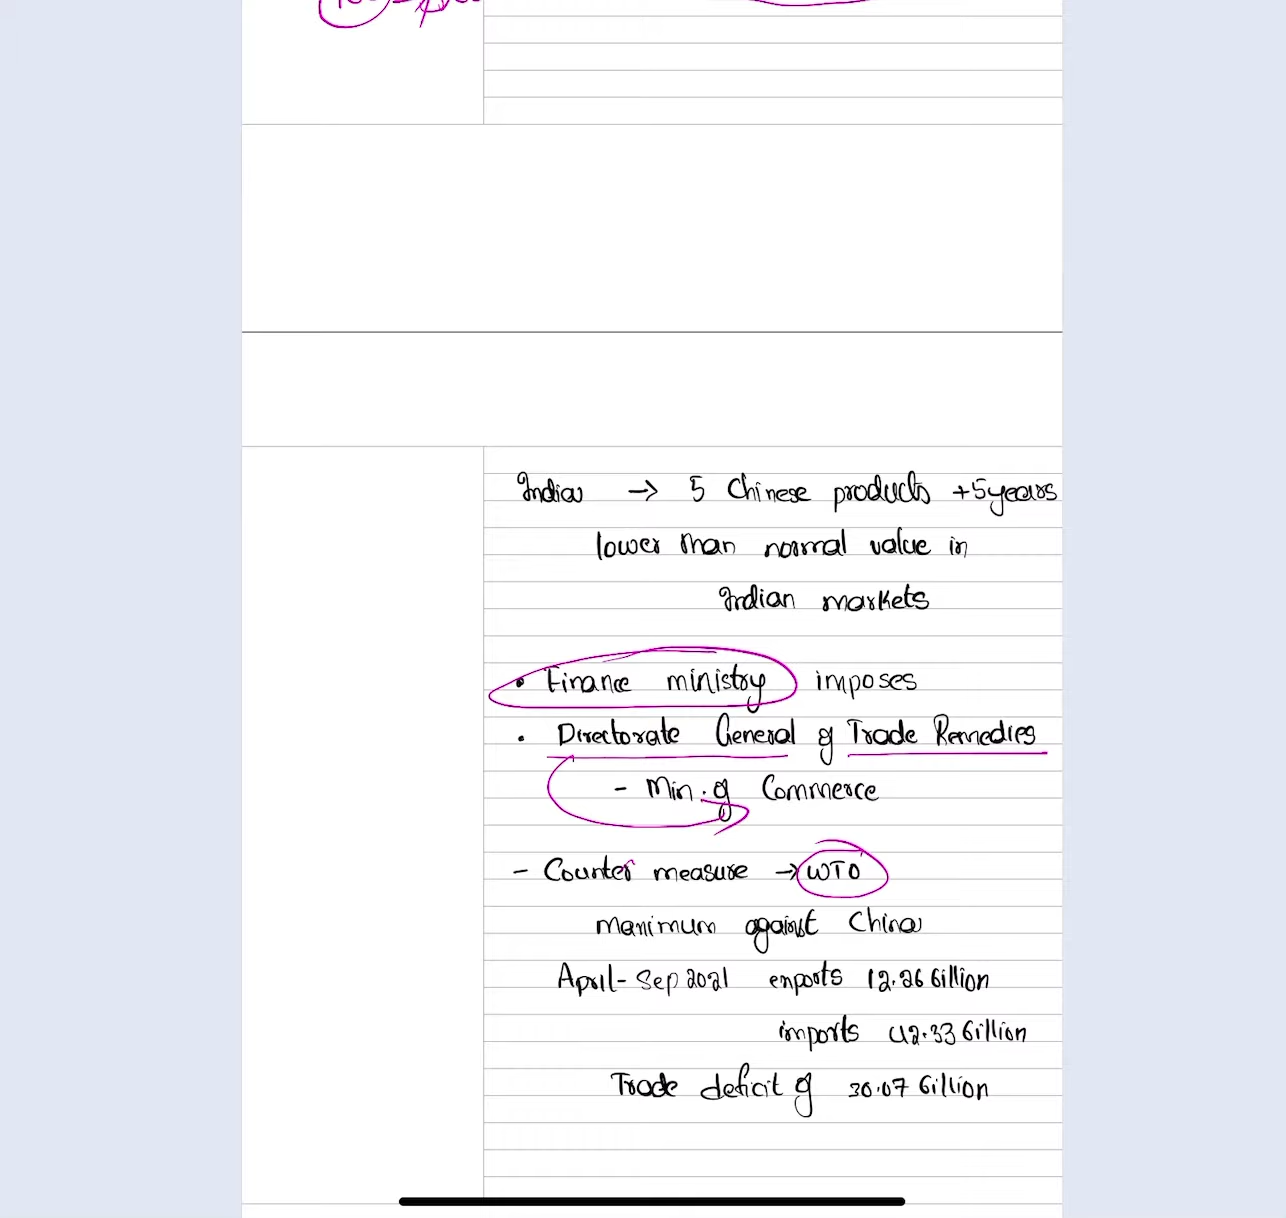 India → 5 Chinese products +5years
lower than normal value in
Indian markets
• Finance ministry imposes
• Directorate General of Trade Remedies
- Min. of Commerce
- Counter measure → WTO
maximum against China
April - Sep 2021 exports 12.26 billion
imports 42.33 billion
Trade deficit of 30.07 billion